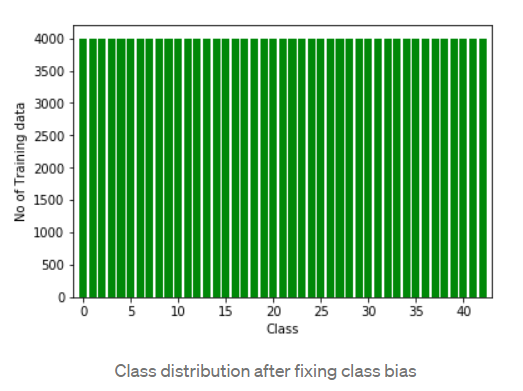 4000
3500
3000
2500
2000
1500
1000
500
0
No of Training data
0 5 10 15 20 25 30 35 40
Class
Class distribution after fixing class bias